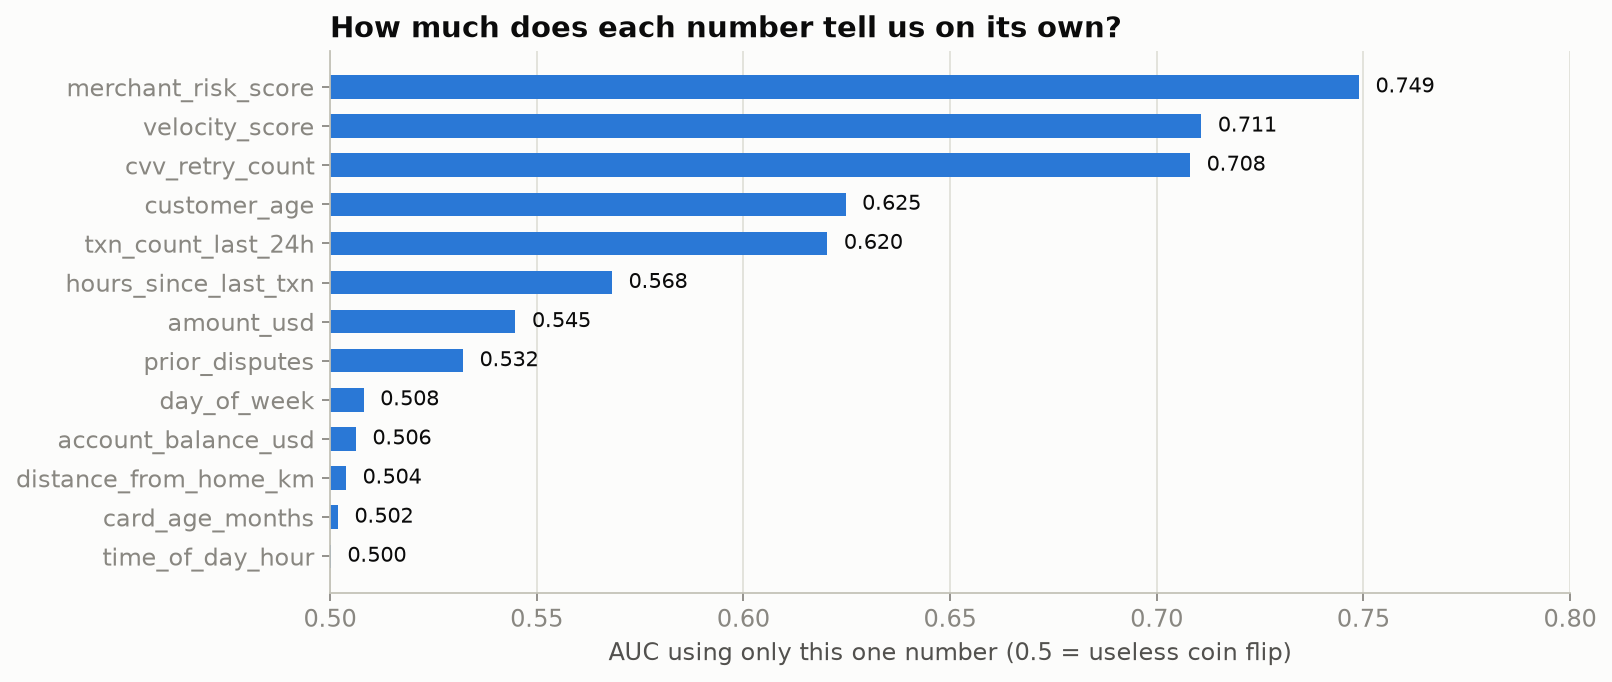 How much does each number tell us on its own?
merchant_risk_score 0.749
velocity_score 0.711
cvv_retry_count 0.708
customer_age 0.625
txn_count_last_24h 0.620
hours_since_last_txn 0.568
amount_usd 0.545
prior_disputes 0.532
day_of_week 0.508
account_balance_usd 0.506
distance_from_home_km 0.504
card_age_months 0.502
time_of_day_hour 0.500
0.50 0.55 0.60 0.65 0.70 0.75 0.80
AUC using only this one number (0.5 = useless coin flip)